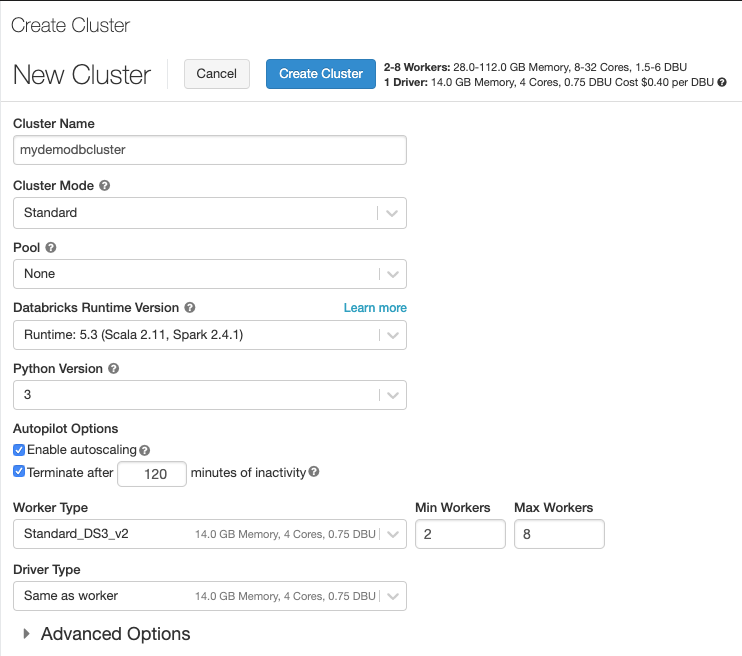 Create Cluster
New Cluster Cancel Create Cluster
2-8 Workers: 28.0-112.0 GB Memory, 8-32 Cores, 1.5-6 DBU
1 Driver: 14.0 GB Memory, 4 Cores, 0.75 DBU Cost $0.40 per DBU ?
Cluster Name
mydemodbcluster
Cluster Mode ?
Standard
Pool ?
None
Databricks Runtime Version ? Learn more
Runtime: 5.3 (Scala 2.11, Spark 2.4.1)
Python Version ?
3
Autopilot Options
Enable autoscaling ?
Terminate after 120 minutes of inactivity ?
Worker Type Min Workers Max Workers
Standard_DS3_v2 14.0 GB Memory, 4 Cores, 0.75 DBU 2 8
Driver Type
Same as worker 14.0 GB Memory, 4 Cores, 0.75 DBU
Advanced Options